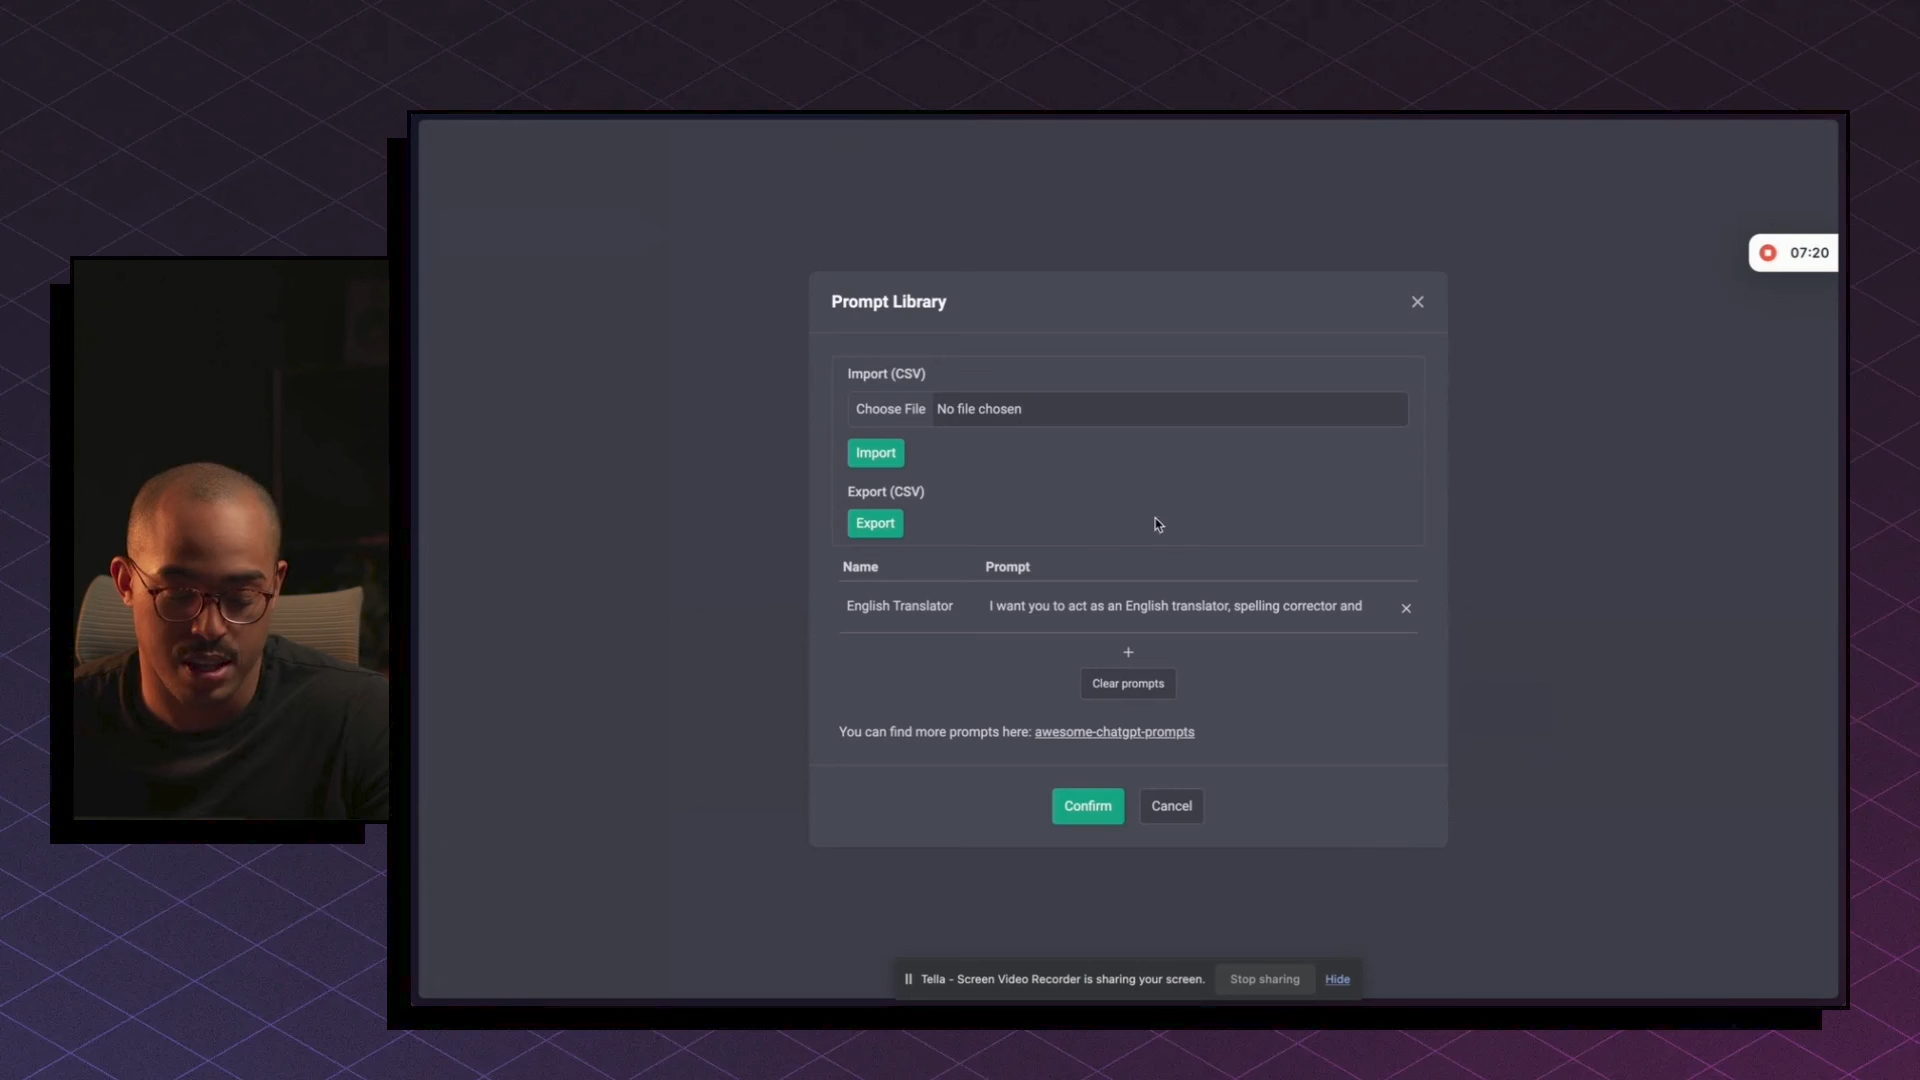 07:20
Prompt Library
Import (CSV)
Choose File No file chosen
Import
Export (CSV)
Export
Name Prompt
English Translator I want you to act as an English translator, spelling corrector and
+
Clear prompts
You can find more prompts here: awesome-chatgpt-prompts
Confirm Cancel
Tella - Screen Video Recorder is sharing your screen. Stop sharing Hide